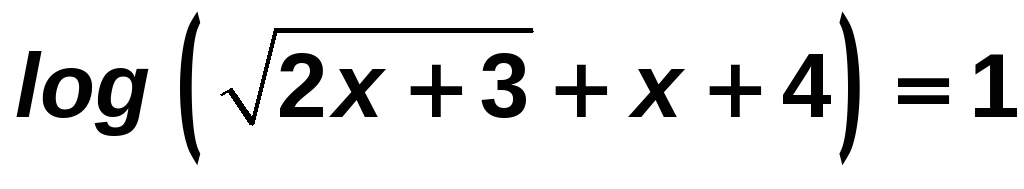 log(√2x + 3 + x + 4) = 1